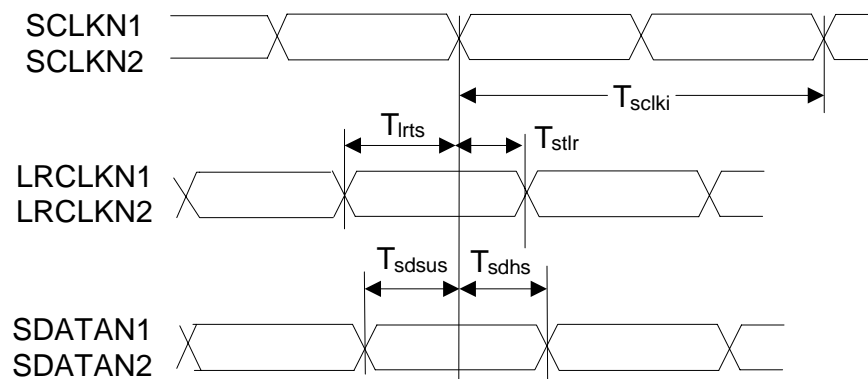 SCLKN1
SCLKN2
Tsclki
Tlrts
Tstlr
LRCLKN1
LRCLKN2
Tsdsus
Tsdhs
SDATAN1
SDATAN2